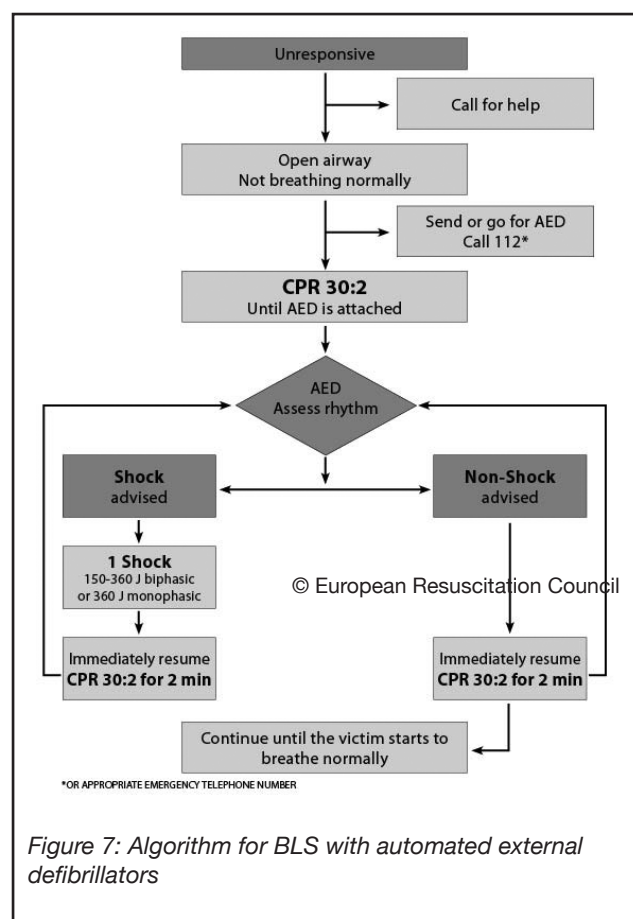 Unresponsive
Call for help
Open airway
Not breathing normally
Send or go for AED
Call 112*
CPR 30:2
Until AED is attached
AED
Assess rhythm
Shock
advised
Non-Shock
advised
1 Shock
150-360 J biphasic
or 360 J monophasic
© European Resuscitation Council
Immediately resume
CPR 30:2 for 2 min
Immediately resume
CPR 30:2 for 2 min
Continue until the victim starts to
breathe normally
*OR APPROPRIATE EMERGENCY TELEPHONE NUMBER
Figure 7: Algorithm for BLS with automated external
defibrillators